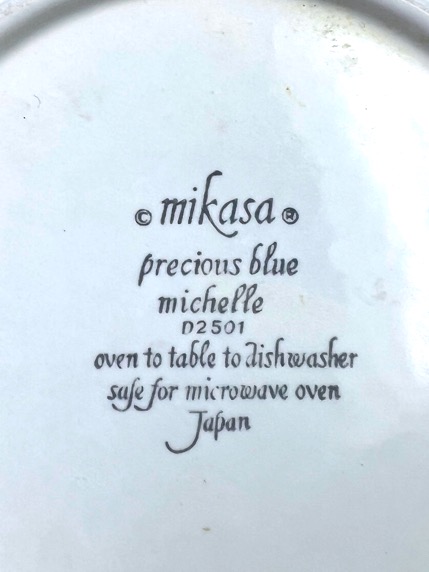 © mikasa ®
precious blue
michelle
D2501
oven to table to dishwasher
safe for microwave oven
Japan